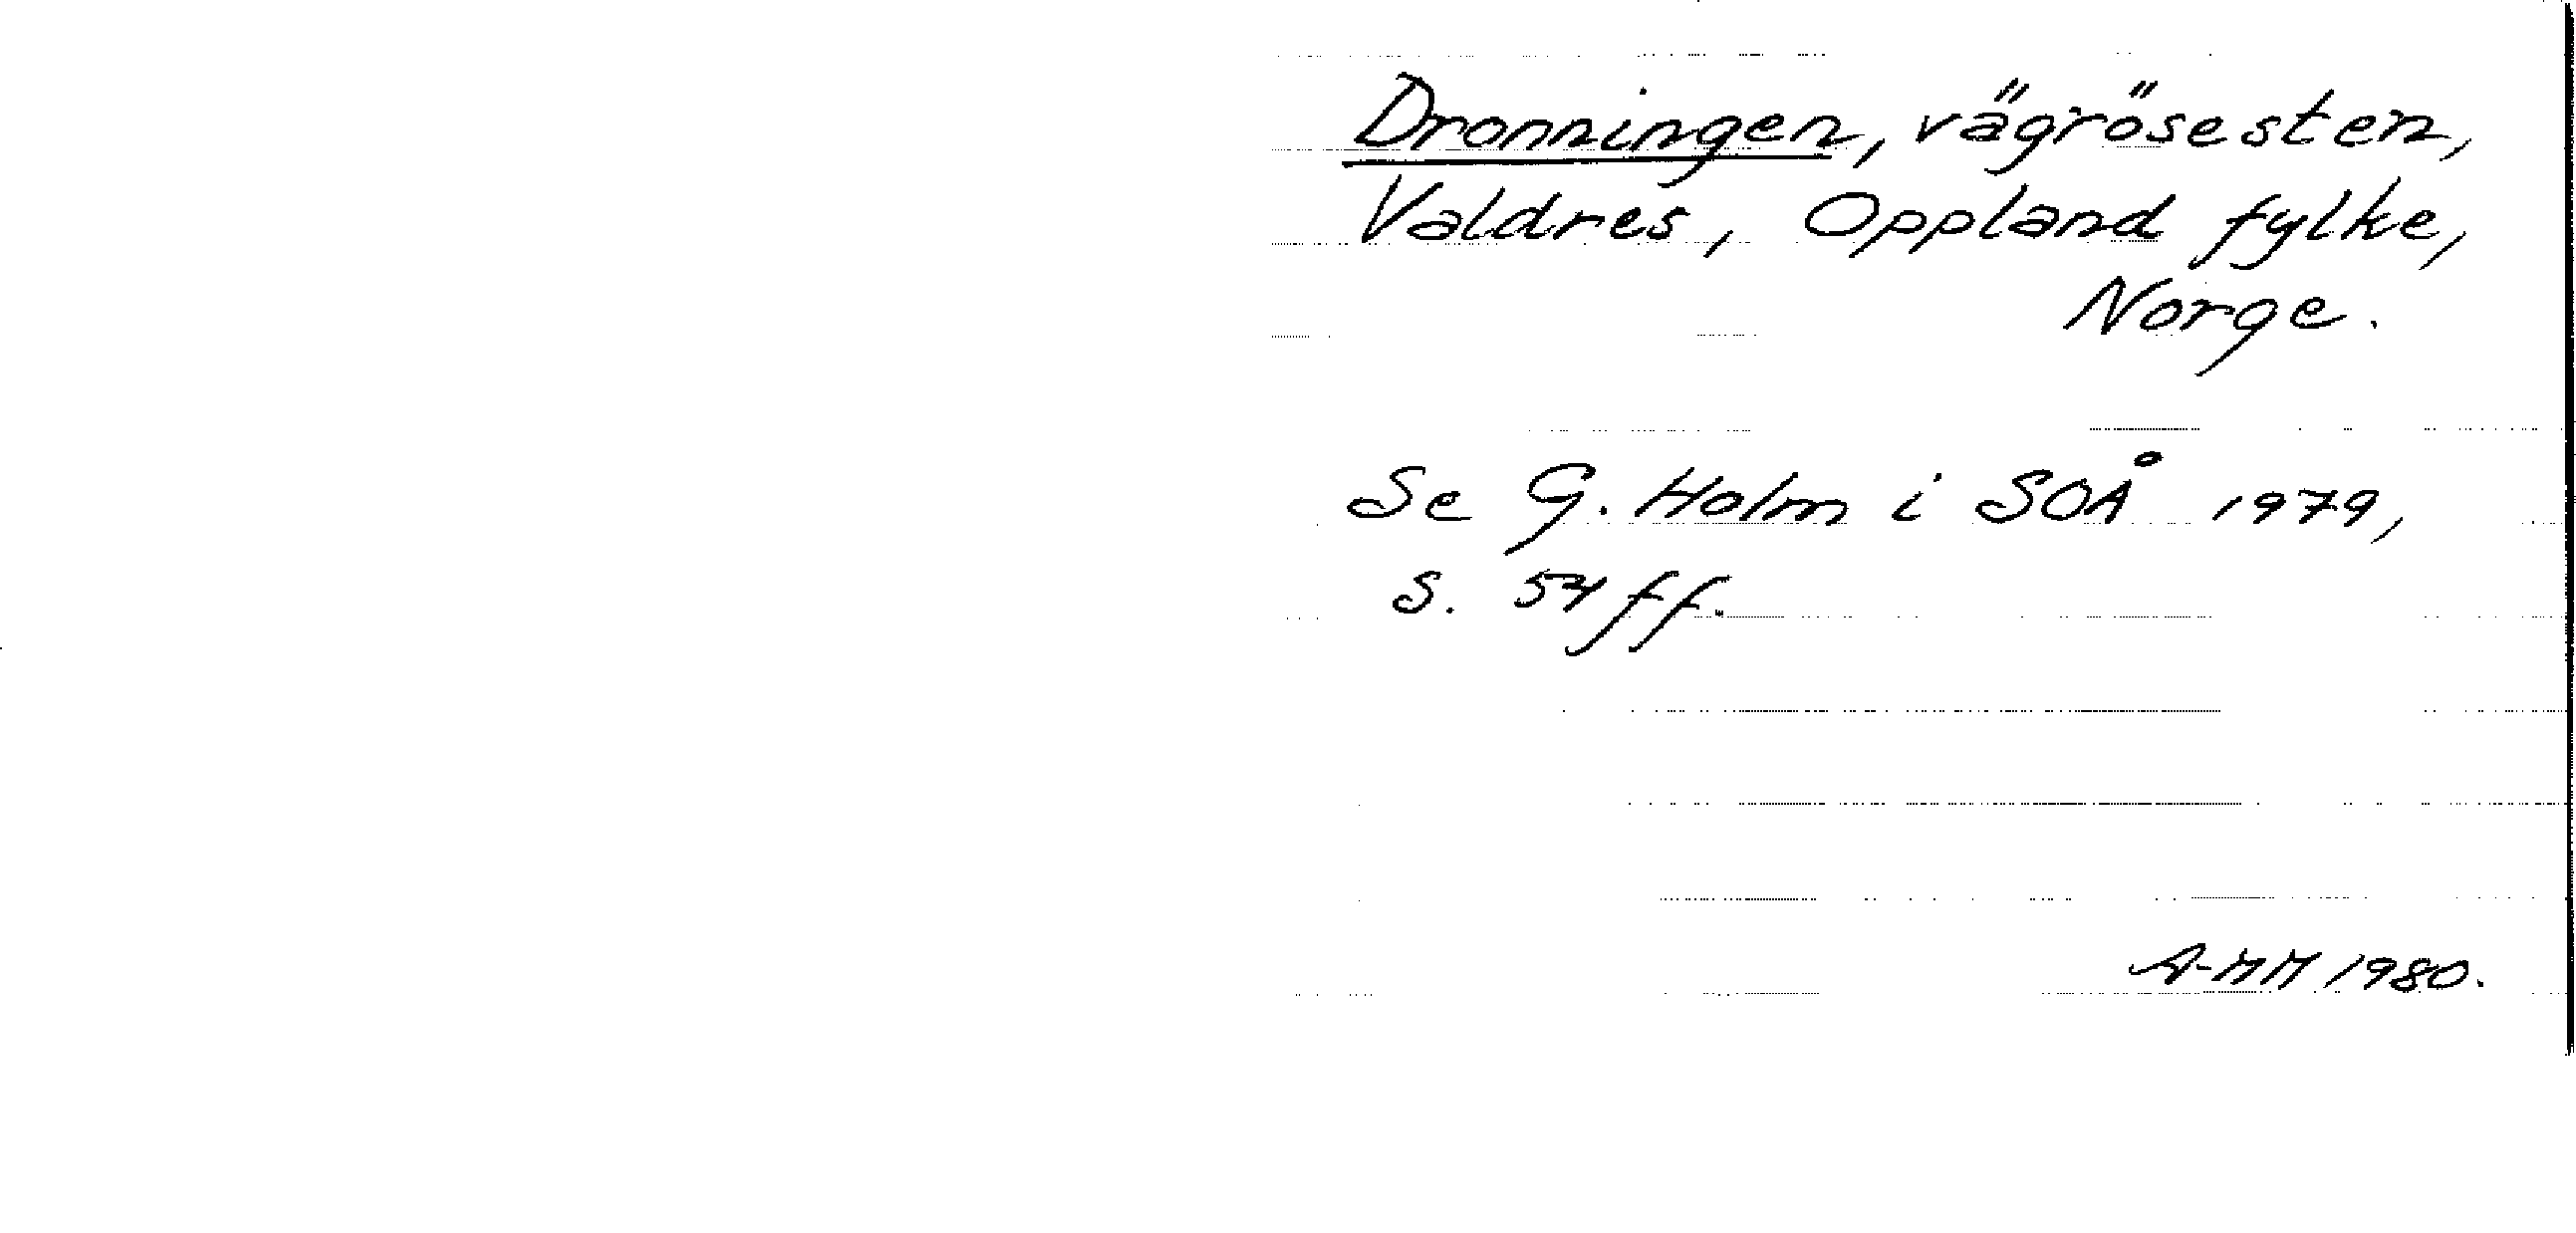 Dronningen, vägrösesten,
Valdres, Oppland fylke,
Norge.
Se G. Holm i SOÅ 1979,
s. 54 ff.
A-MM 1980.